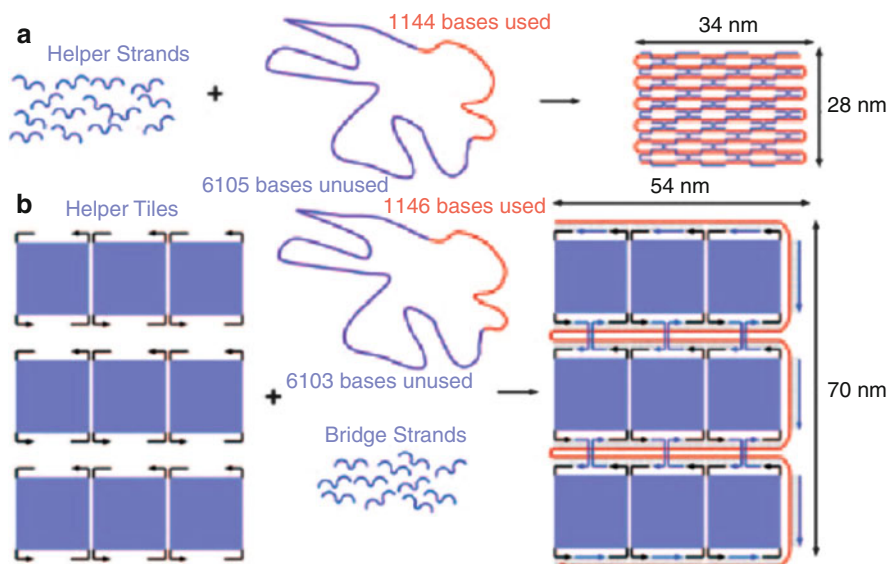 a
Helper Strands
+
1144 bases used
6105 bases unused
34 nm
28 nm
b
Helper Tiles
+
1146 bases used
6103 bases unused
Bridge Strands
54 nm
70 nm